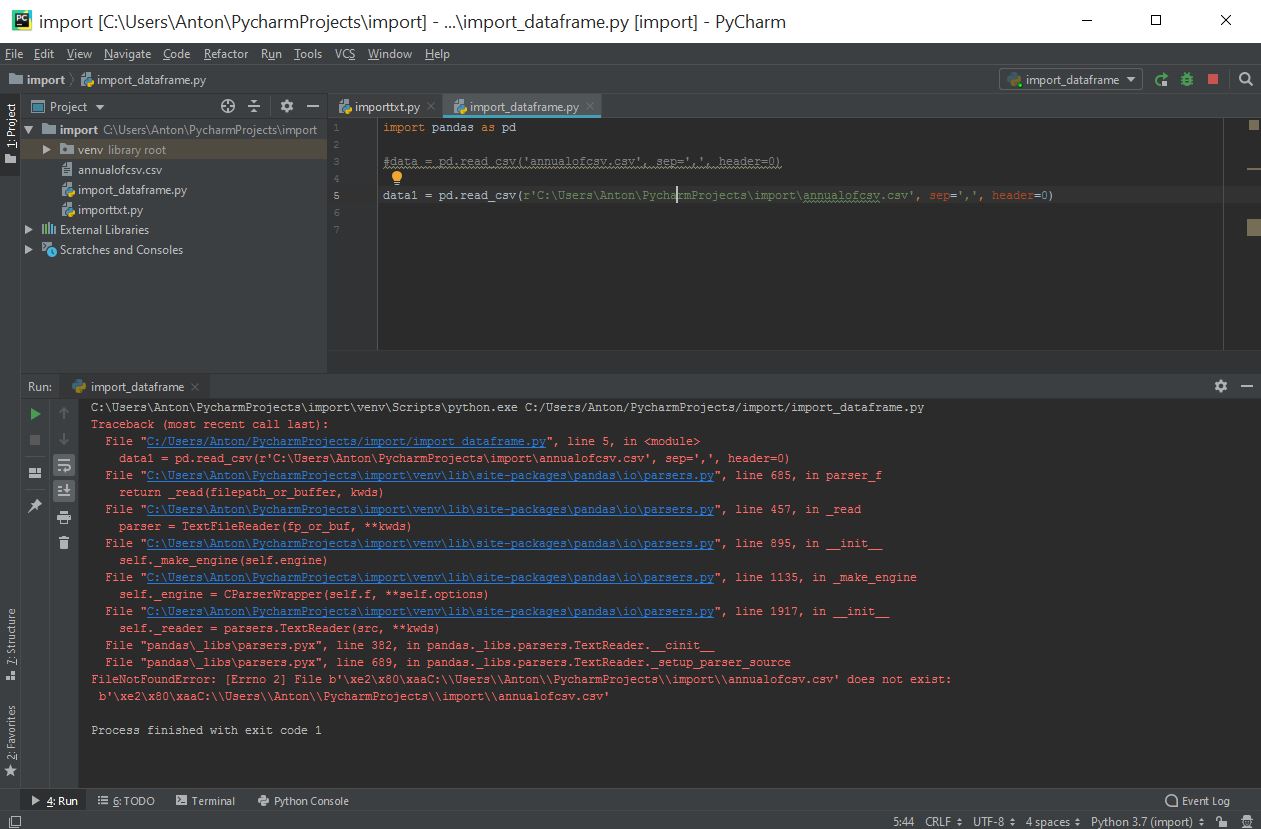 import [C:\Users\Anton\PycharmProjects\import] - ...\import_dataframe.py [import] - PyCharm
File Edit View Navigate Code Refactor Run Tools VCS Window Help
import import_dataframe.py import_dataframe
1: Project
Project
import C:\Users\Anton\PycharmProjects\import
venv library root
annualofcsv.csv
import_dataframe.py
importtxt.py
External Libraries
Scratches and Consoles
importtxt.py import_dataframe.py
1 import pandas as pd
2
3 #data = pd.read_csv('annualofcsv.csv', sep=',', header=0)
4
5 data1 = pd.read_csv(r'C:\Users\Anton\PycharmProjects\import\annualofcsv.csv', sep=',', header=0)
6
7
Run: import_dataframe
C:\Users\Anton\PycharmProjects\import\venv\Scripts\python.exe C:/Users/Anton/PycharmProjects/import/import_dataframe.py
Traceback (most recent call last):
File "C:/Users/Anton/PycharmProjects/import/import_dataframe.py", line 5, in <module>
data1 = pd.read_csv(r'C:\Users\Anton\PycharmProjects\import\annualofcsv.csv', sep=',', header=0)
File "C:\Users\Anton\PycharmProjects\import\venv\lib\site-packages\pandas\io\parsers.py", line 685, in parser_f
return _read(filepath_or_buffer, kwds)
File "C:\Users\Anton\PycharmProjects\import\venv\lib\site-packages\pandas\io\parsers.py", line 457, in _read
parser = TextFileReader(fp_or_buf, **kwds)
File "C:\Users\Anton\PycharmProjects\import\venv\lib\site-packages\pandas\io\parsers.py", line 895, in __init__
self._make_engine(self.engine)
File "C:\Users\Anton\PycharmProjects\import\venv\lib\site-packages\pandas\io\parsers.py", line 1135, in _make_engine
self._engine = CParserWrapper(self.f, **self.options)
File "C:\Users\Anton\PycharmProjects\import\venv\lib\site-packages\pandas\io\parsers.py", line 1917, in __init__
self._reader = parsers.TextReader(src, **kwds)
File "pandas\_libs\parsers.pyx", line 382, in pandas._libs.parsers.TextReader.__cinit__
File "pandas\_libs\parsers.pyx", line 689, in pandas._libs.parsers.TextReader._setup_parser_source
FileNotFoundError: [Errno 2] File b'\xe2\x80\xaaC:\\Users\\Anton\\PycharmProjects\\import\\annualofcsv.csv' does not exist:
b'\xe2\x80\xaaC:\\Users\\Anton\\PycharmProjects\\import\\annualofcsv.csv'
Process finished with exit code 1
7: Structure
2: Favorites
4: Run 6: TODO Terminal Python Console Event Log
5:44 CRLF UTF-8 4 spaces Python 3.7 (import)